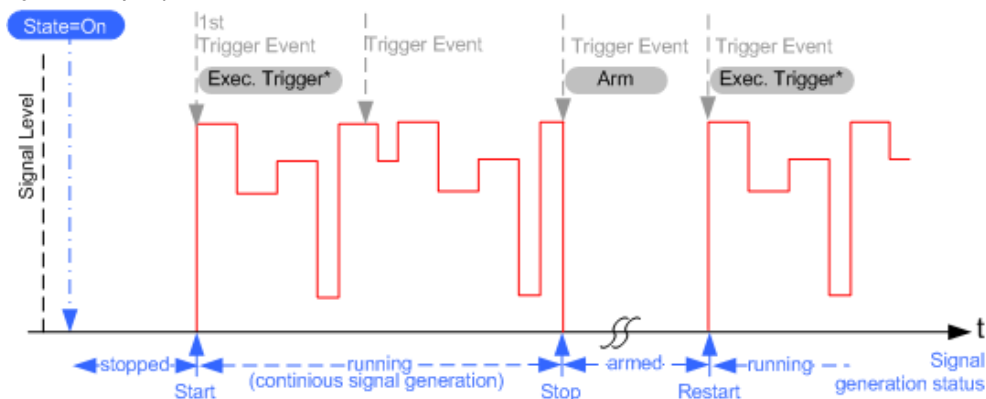 State=On
1st
Trigger Event
Exec. Trigger*
Trigger Event
Trigger Event
Arm
Trigger Event
Exec. Trigger*
Signal Level
t
stopped
running
(continious signal generation)
armed
running
Signal
generation status
Start
Stop
Restart